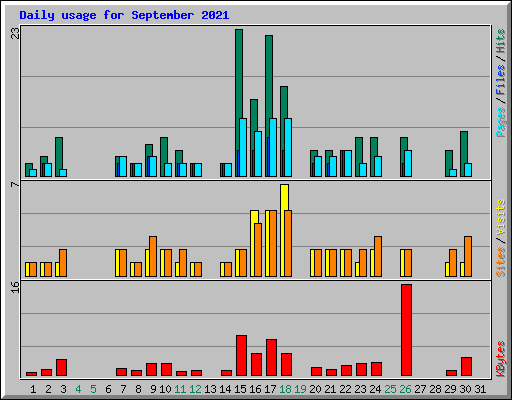 Daily usage for September 2021
23
7
16
Pages / Files / Hits
Sites / Visits
KBytes
1 2 3 4 5 6 7 8 9 10 11 12 13 14 15 16 17 18 19 20 21 22 23 24 25 26 27 28 29 30 31